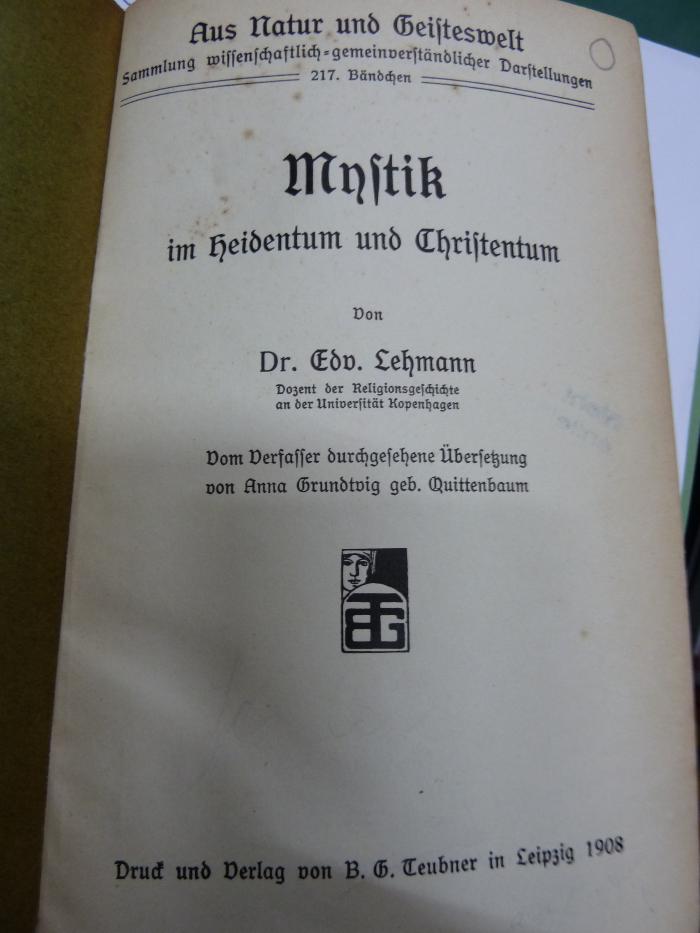 Aus Natur und Geiſteswelt
Sammlung wiſſenſchaftlich-gemeinverſtändlicher Darſtellungen
217. Bändchen
Myſtik
im Heidentum und Chriſtentum
Von
Dr. Edv. Lehmann
Dozent der Religionsgeſchichte
an der Univerſität Kopenhagen
Vom Verfaſſer durchgeſehene Überſetzung
von Anna Grundtvig geb. Quittenbaum
BTG
Druck und Verlag von B. G. Teubner in Leipzig 1908